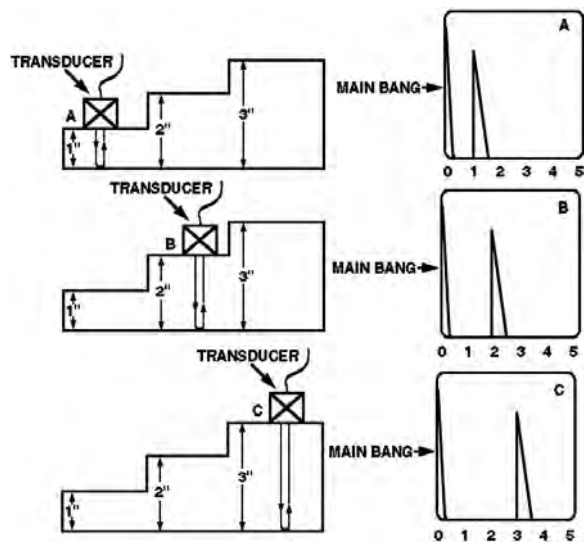 TRANSDUCER
A
1"
2"
3"
A
MAIN BANG
0 1 2 3 4 5
TRANSDUCER
B
1"
2"
3"
B
MAIN BANG
0 1 2 3 4 5
TRANSDUCER
C
1"
2"
3"
C
MAIN BANG
0 1 2 3 4 5